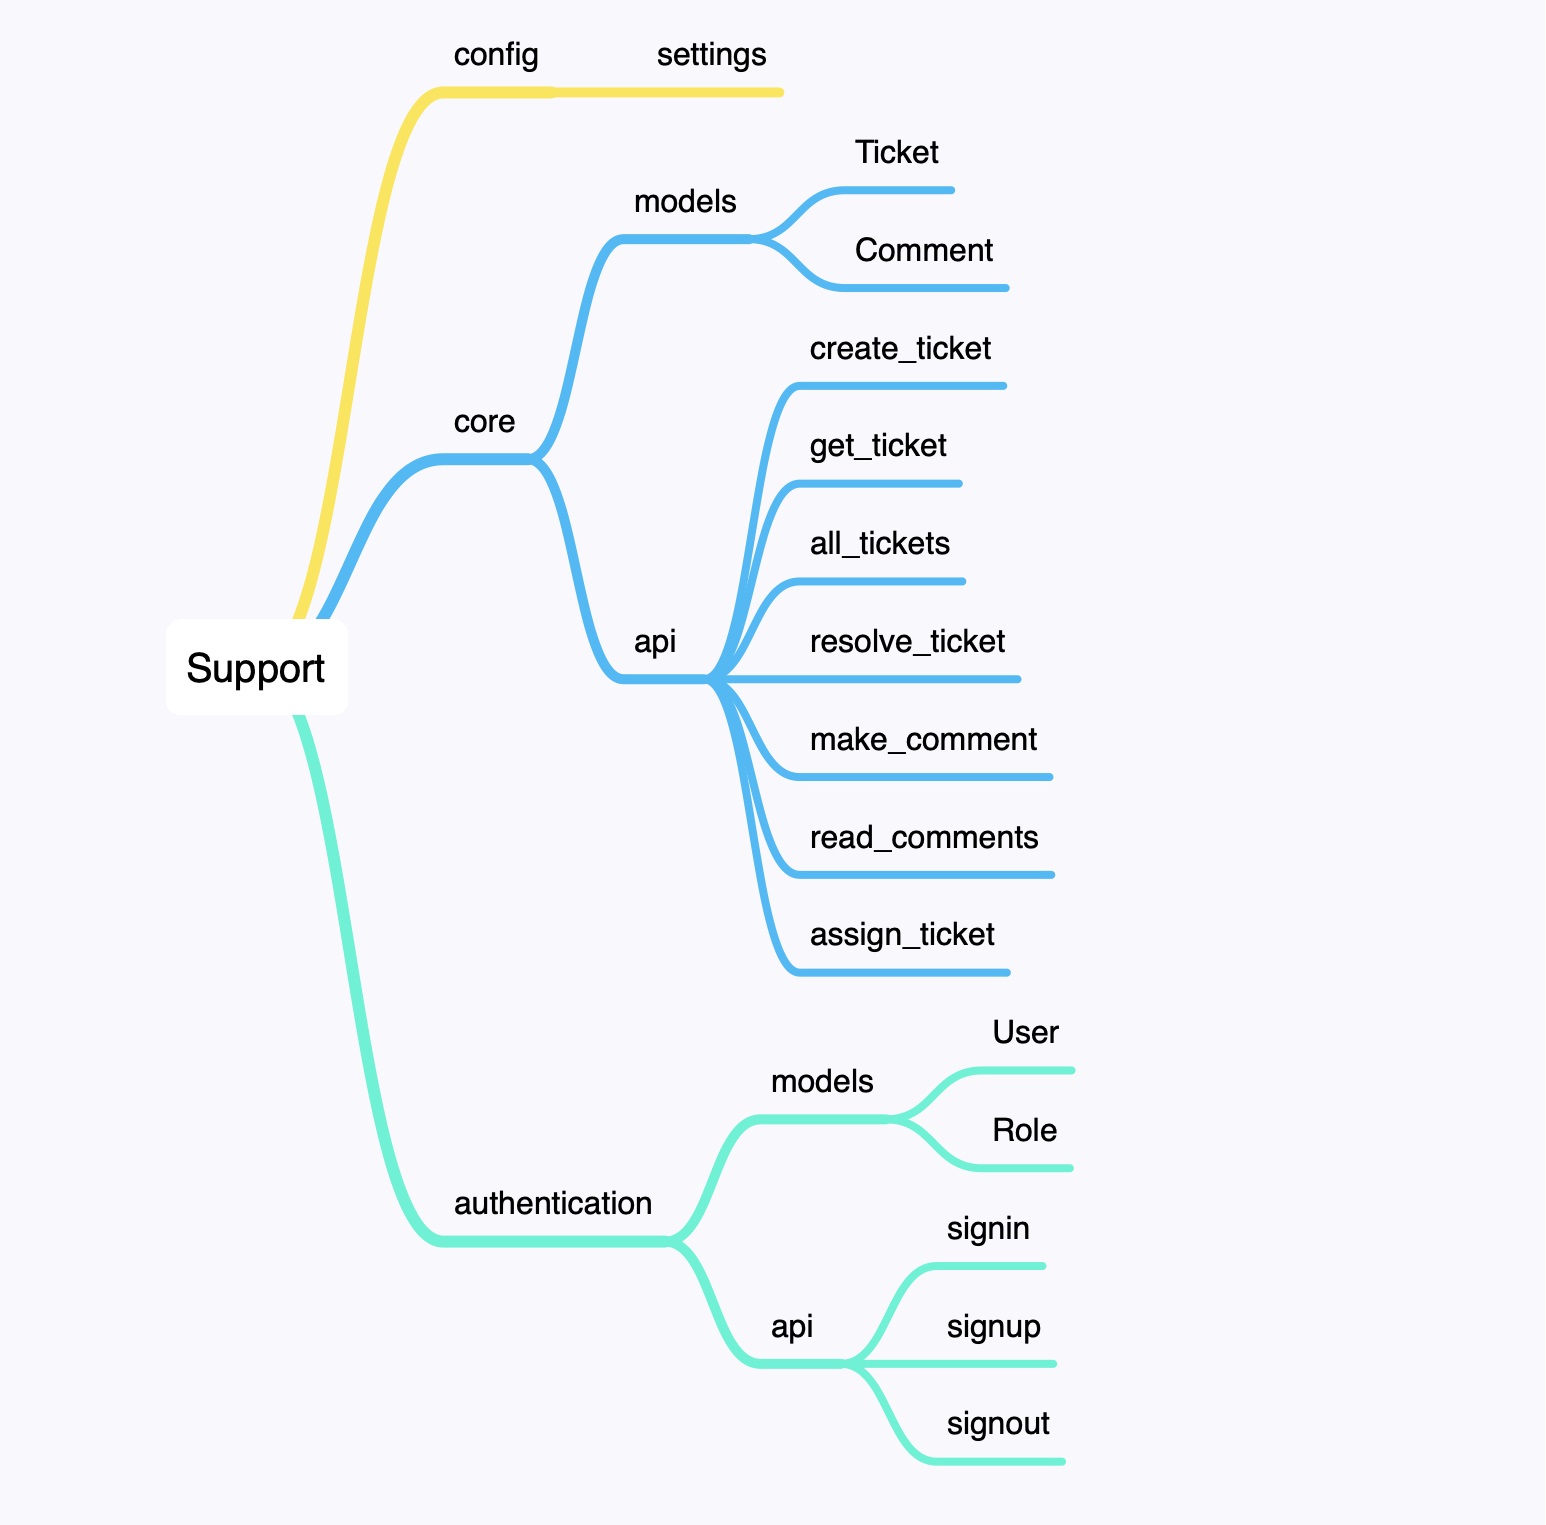 config
settings
Ticket
models
Comment
create_ticket
core
get_ticket
all_tickets
api
resolve_ticket
Support
make_comment
read_comments
assign_ticket
User
models
Role
authentication
signin
api
signup
signout